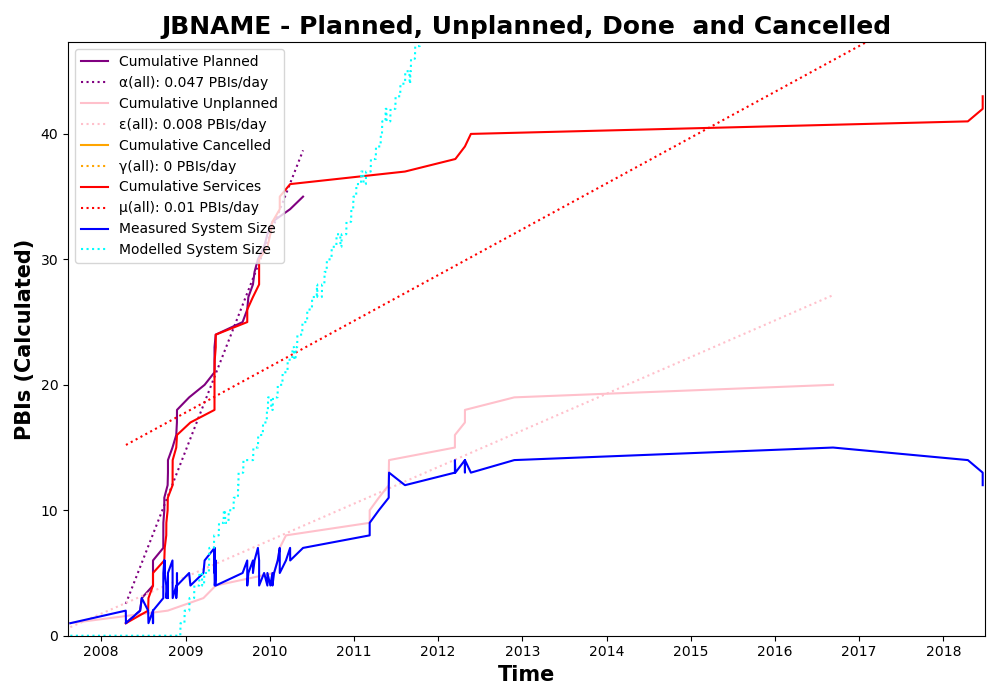 JBNAME - Planned, Unplanned, Done and Cancelled
Cumulative Planned
α(all): 0.047 PBIs/day
Cumulative Unplanned
ε(all): 0.008 PBIs/day
Cumulative Cancelled
γ(all): 0 PBIs/day
Cumulative Services
μ(all): 0.01 PBIs/day
Measured System Size
Modelled System Size
PBIs (Calculated)
40
30
20
10
0
2008 2009 2010 2011 2012 2013 2014 2015 2016 2017 2018
Time